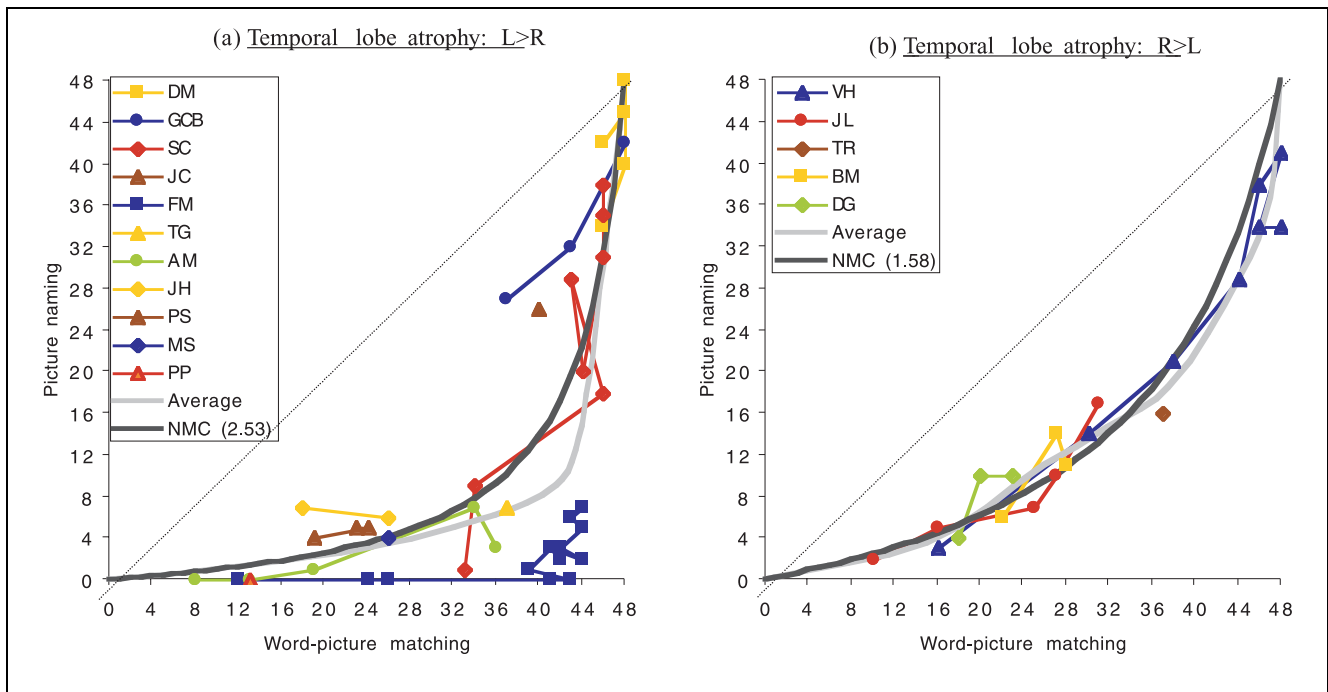 (a) Temporal lobe atrophy: L>R
48
44
40
36
32
28
24
20
16
12
8
4
0
Picture naming
DM
GCB
SC
JC
FM
TG
AM
JH
PS
MS
PP
Average
NMC (2.53)
0 4 8 12 16 20 24 28 32 36 40 44 48
Word-picture matching
(b) Temporal lobe atrophy: R>L
48
44
40
36
32
28
24
20
16
12
8
4
0
Picture naming
VH
JL
TR
BM
DG
Average
NMC (1.58)
0 4 8 12 16 20 24 28 32 36 40 44 48
Word-picture matching